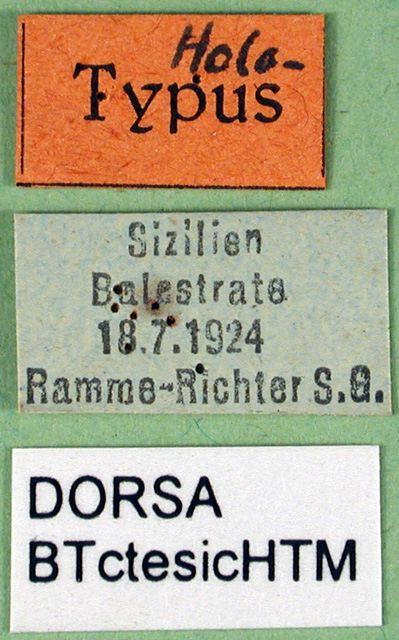 Holo-
Typus
Sizilien
Balestrate
18.7.1924
Ramme-Richter S.G.
DORSA
BTctesicHTM